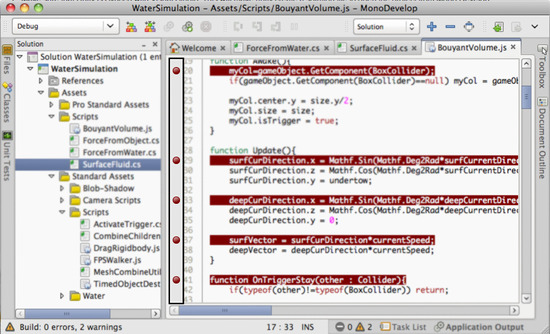 WaterSimulation – Assets/Scripts/BouyantVolume.js – MonoDevelop
Debug
Solution
Solution
Welcome
ForceFromWater.cs
SurfaceFluid.cs
BouyantVolume.js
Files
Classes
Unit Tests
Solution WaterSimulation (1 entry)
WaterSimulation
References
Assets
Pro Standard Assets
Scripts
BouyantVolume.js
ForceFromObject.cs
ForceFromWater.cs
SurfaceFluid.cs
Standard Assets
Blob-Shadow
Camera Scripts
Scripts
ActivateTrigger.cs
CombineChildren
DragRigidbody.js
FPSWalker.js
MeshCombineUtil
TimedObjectDest
Water
function Awake(){
20 myCol=gameObject.GetComponent(BoxCollider);
21 if(gameObject.GetComponent(BoxCollider)==null) myCol = gameO
22
23 myCol.center.y = size.y/2;
24 myCol.size = size;
25 myCol.isTrigger = true;
26 }
27
28 function Update(){
29 surfCurDirection.x = Mathf.Sin(Mathf.Deg2Rad*surfCurrentDire
30 surfCurDirection.z = Mathf.Cos(Mathf.Deg2Rad*surfCurrentDire
31 surfCurDirection.y = undertow;
32
33 deepCurDirection.x = Mathf.Sin(Mathf.Deg2Rad*deepCurrentDire
34 deepCurDirection.z = Mathf.Cos(Mathf.Deg2Rad*deepCurrentDire
35 deepCurDirection.y = 0;
36
37 surfVector = surfCurDirection*currentSpeed;
38 deepVector = deepCurDirection*currentSpeed;
39 }
40
41 function OnTriggerStay(other : Collider){
42 if(typeof(other)!=typeof(BoxCollider)) return;
Toolbox
Document Outline
Build: 0 errors, 2 warnings
17 : 33
INS
0
2
Task List
Application Output